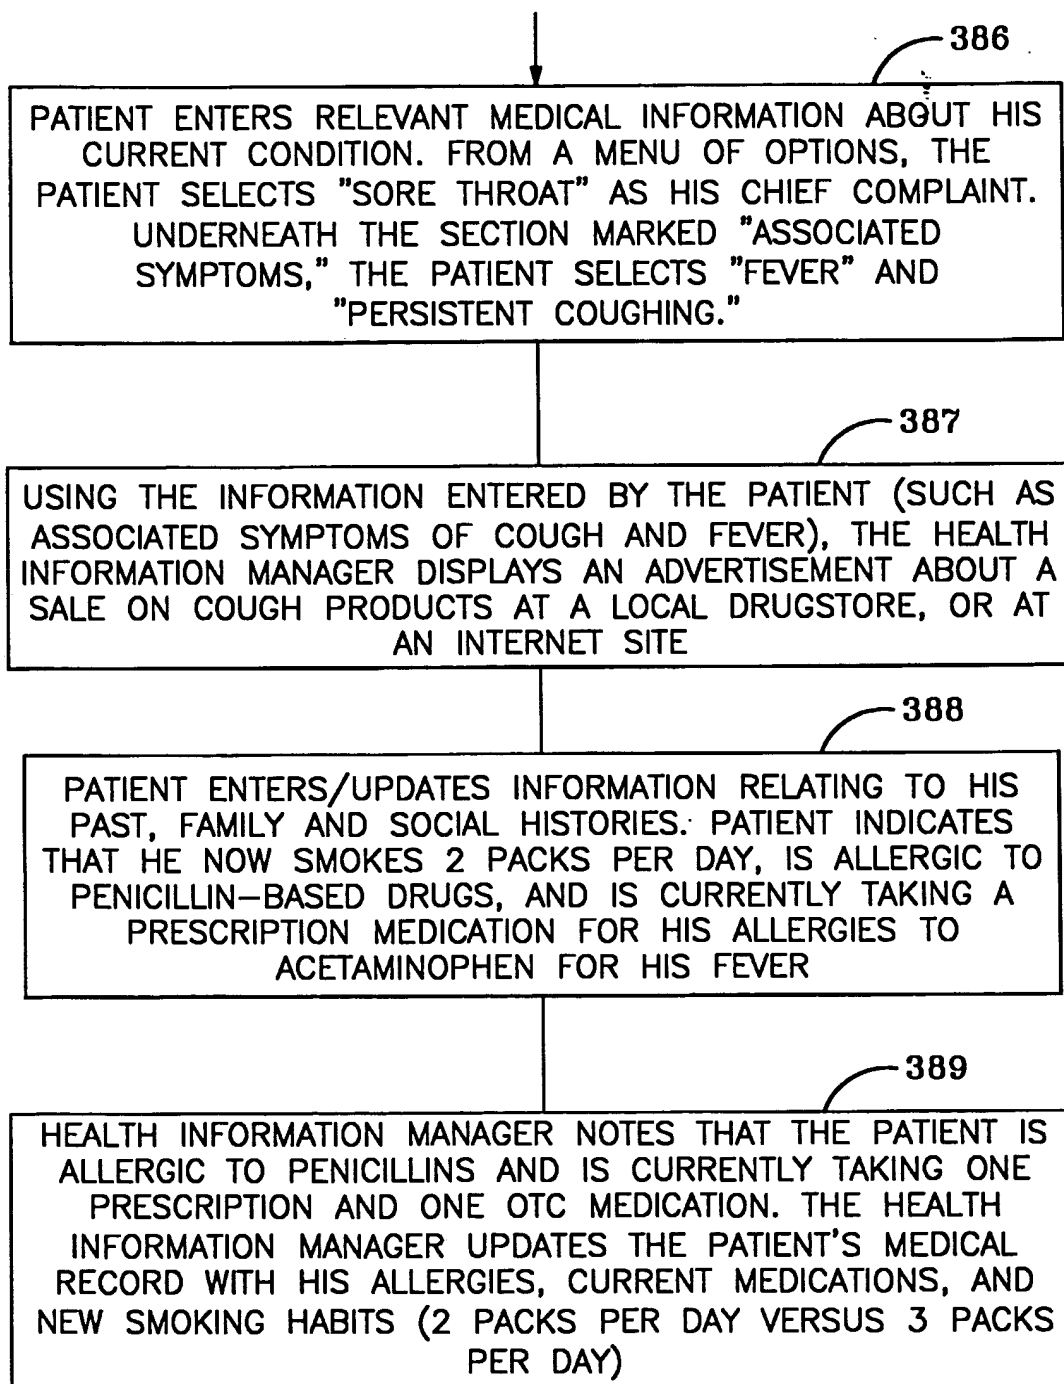 386
PATIENT ENTERS RELEVANT MEDICAL INFORMATION ABOUT HIS
CURRENT CONDITION. FROM A MENU OF OPTIONS, THE
PATIENT SELECTS "SORE THROAT" AS HIS CHIEF COMPLAINT.
UNDERNEATH THE SECTION MARKED "ASSOCIATED
SYMPTOMS," THE PATIENT SELECTS "FEVER" AND
"PERSISTENT COUGHING."
387
USING THE INFORMATION ENTERED BY THE PATIENT (SUCH AS
ASSOCIATED SYMPTOMS OF COUGH AND FEVER), THE HEALTH
INFORMATION MANAGER DISPLAYS AN ADVERTISEMENT ABOUT A
SALE ON COUGH PRODUCTS AT A LOCAL DRUGSTORE, OR AT
AN INTERNET SITE
388
PATIENT ENTERS/UPDATES INFORMATION RELATING TO HIS
PAST, FAMILY AND SOCIAL HISTORIES. PATIENT INDICATES
THAT HE NOW SMOKES 2 PACKS PER DAY, IS ALLERGIC TO
PENICILLIN-BASED DRUGS, AND IS CURRENTLY TAKING A
PRESCRIPTION MEDICATION FOR HIS ALLERGIES TO
ACETAMINOPHEN FOR HIS FEVER
389
HEALTH INFORMATION MANAGER NOTES THAT THE PATIENT IS
ALLERGIC TO PENICILLINS AND IS CURRENTLY TAKING ONE
PRESCRIPTION AND ONE OTC MEDICATION. THE HEALTH
INFORMATION MANAGER UPDATES THE PATIENT'S MEDICAL
RECORD WITH HIS ALLERGIES, CURRENT MEDICATIONS, AND
NEW SMOKING HABITS (2 PACKS PER DAY VERSUS 3 PACKS
PER DAY)